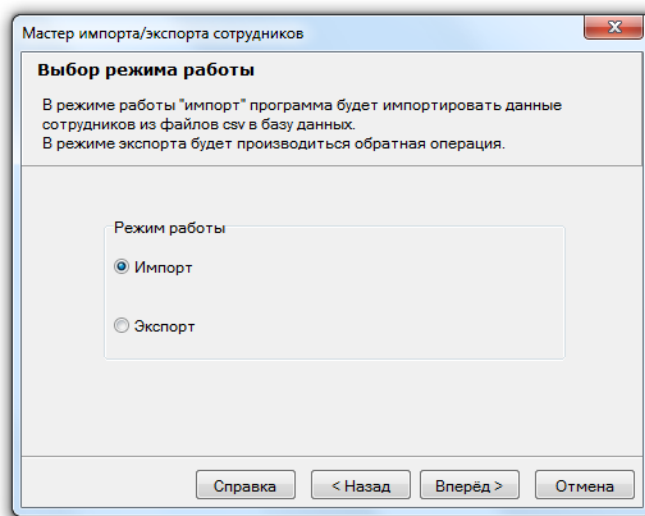 Мастер импорта/экспорта сотрудников
Выбор режима работы
В режиме работы "импорт" программа будет импортировать данные
сотрудников из файлов csv в базу данных.
В режиме экспорта будет производиться обратная операция.
Режим работы
Импорт
Экспорт
Справка < Назад Вперёд > Отмена